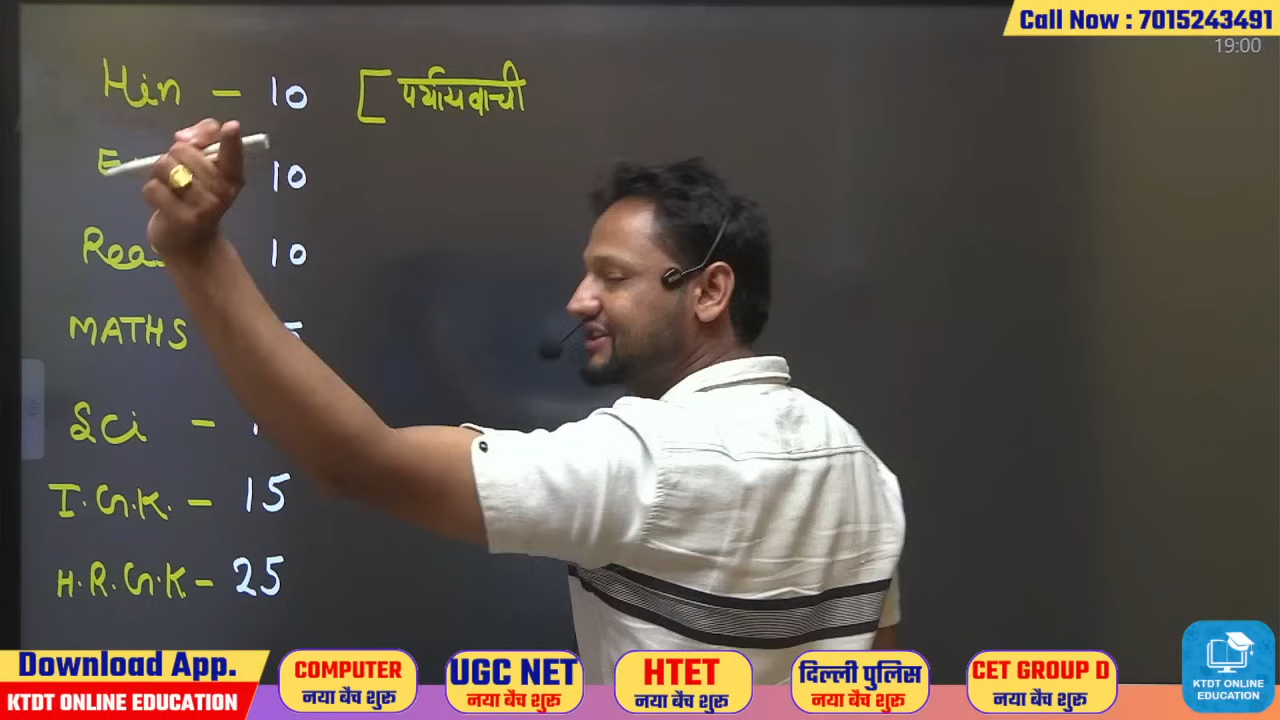 Call Now : 7015243491
19:00
Hin - 10 [पर्यायवाची
10
10
MATHS
Sci -
I.G.K. - 15
H.R.G.K - 25
Download App.
KTDT ONLINE EDUCATION
COMPUTER
नया बैच शुरू
UGC NET
नया बैच शुरू
HTET
नया बैच शुरू
दिल्ली पुलिस
नया बैच शुरू
CET GROUP D
नया बैच शुरू
KTDT ONLINE
EDUCATION